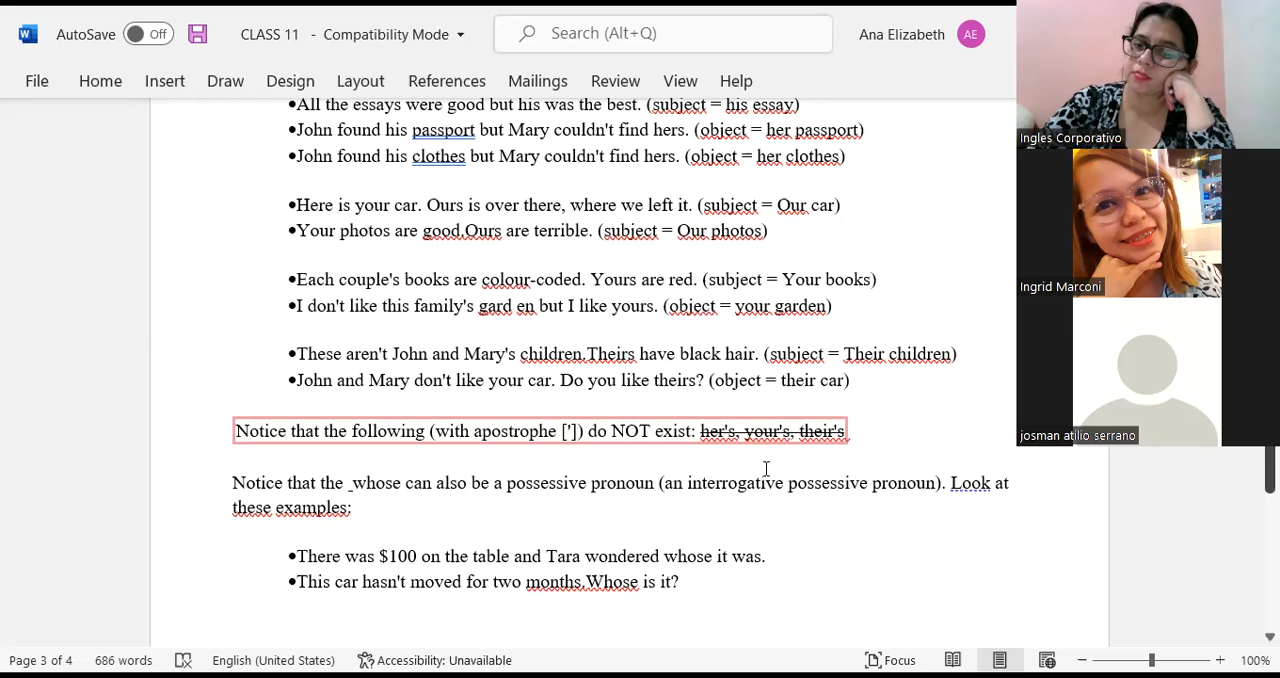 AutoSave Off CLASS 11 - Compatibility Mode Search (Alt+Q) Ana Elizabeth AE
File Home Insert Draw Design Layout References Mailings Review View Help
•All the essays were good but his was the best. (subject = his essay)
•John found his passport but Mary couldn't find hers. (object = her passport)
•John found his clothes but Mary couldn't find hers. (object = her clothes)
•Here is your car. Ours is over there, where we left it. (subject = Our car)
•Your photos are good.Ours are terrible. (subject = Our photos)
•Each couple's books are colour-coded. Yours are red. (subject = Your books)
•I don't like this family's gard en but I like yours. (object = your garden)
•These aren't John and Mary's children.Theirs have black hair. (subject = Their children)
•John and Mary don't like your car. Do you like theirs? (object = their car)
Notice that the following (with apostrophe [']) do NOT exist: her's, your's, their's
Notice that the _whose can also be a possessive pronoun (an interrogative possessive pronoun). Look at
these examples:
•There was $100 on the table and Tara wondered whose it was.
•This car hasn't moved for two months.Whose is it?
Page 3 of 4 686 words English (United States) Accessibility: Unavailable Focus 100%
Ingles Corporativo
Ingrid Marconi
josman atilio serrano